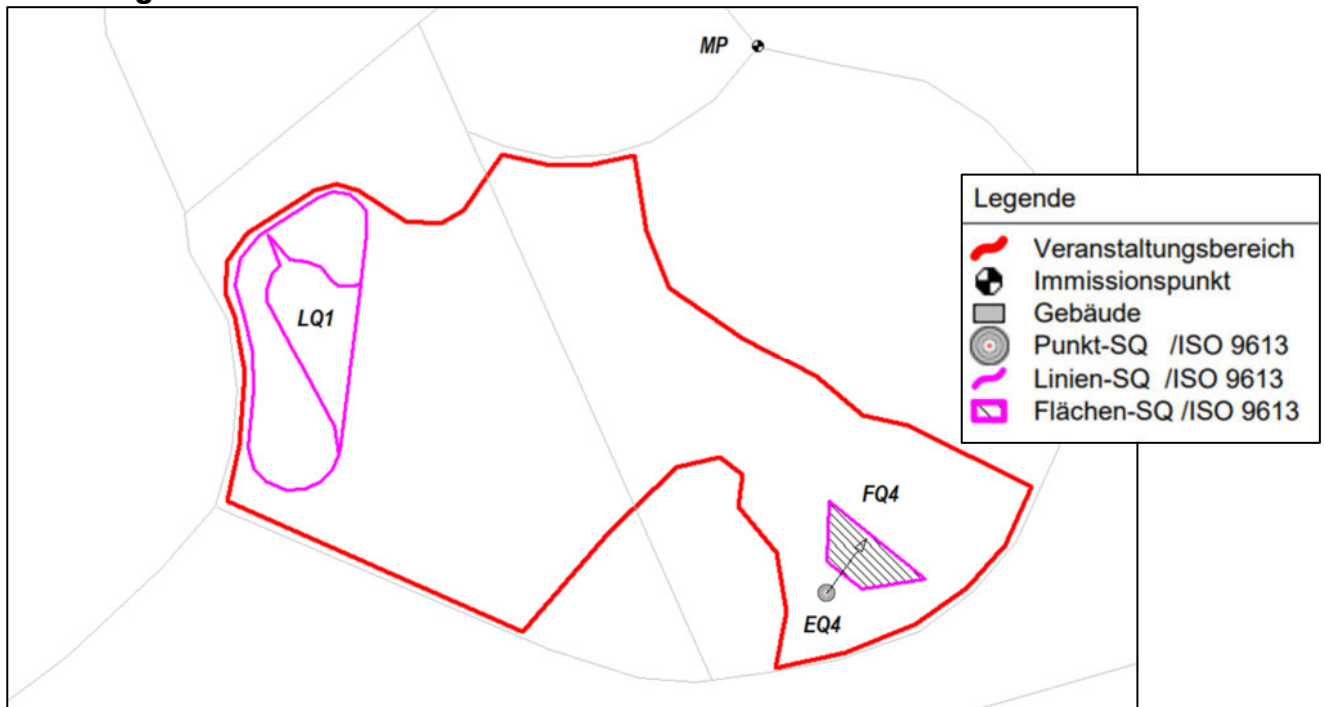 MP
LQ1
FQ4
EQ4
Legende
Veranstaltungsbereich
Immissionspunkt
Gebäude
Punkt-SQ /ISO 9613
Linien-SQ /ISO 9613
Flächen-SQ /ISO 9613